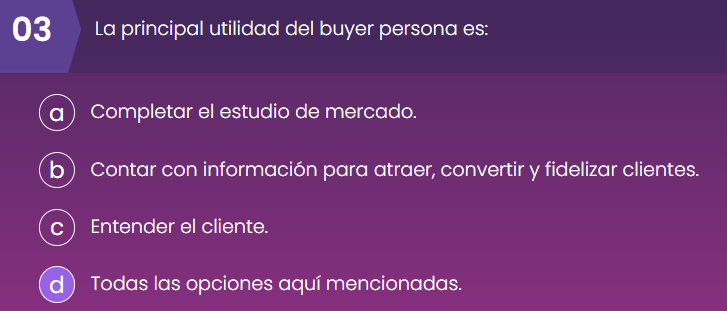 03 La principal utilidad del buyer persona es:
a Completar el estudio de mercado.
b Contar con información para atraer, convertir y fidelizar clientes.
c Entender el cliente.
d Todas las opciones aquí mencionadas.